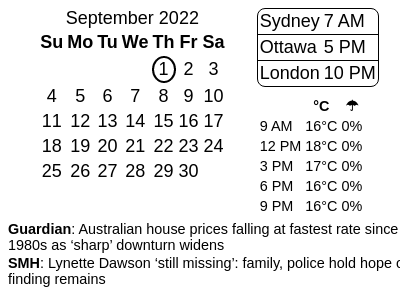 September 2022
Su Mo Tu We Th Fr Sa
1 2 3
4 5 6 7 8 9 10
11 12 13 14 15 16 17
18 19 20 21 22 23 24
25 26 27 28 29 30
Sydney 7 AM
Ottawa 5 PM
London 10 PM
°C ☂
9 AM 16°C 0%
12 PM 18°C 0%
3 PM 17°C 0%
6 PM 16°C 0%
9 PM 16°C 0%
Guardian: Australian house prices falling at fastest rate since
1980s as ‘sharp’ downturn widens
SMH: Lynette Dawson ‘still missing’: family, police hold hope
finding remains